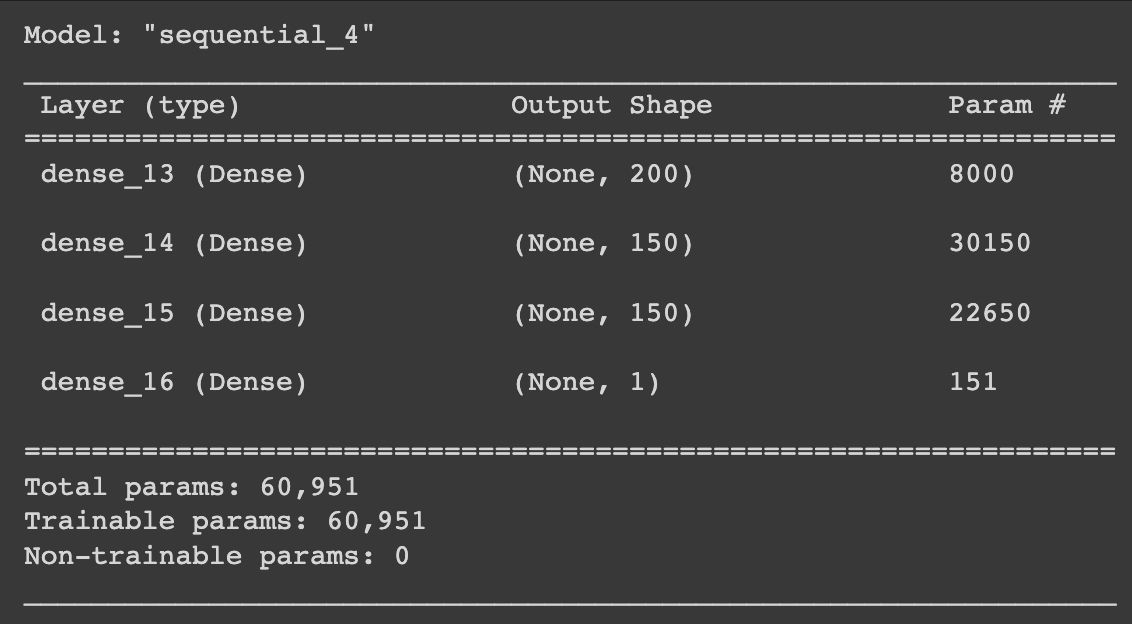 Model: "sequential_4"
Layer (type) Output Shape Param #
dense_13 (Dense) (None, 200) 8000
dense_14 (Dense) (None, 150) 30150
dense_15 (Dense) (None, 150) 22650
dense_16 (Dense) (None, 1) 151
Total params: 60,951
Trainable params: 60,951
Non-trainable params: 0